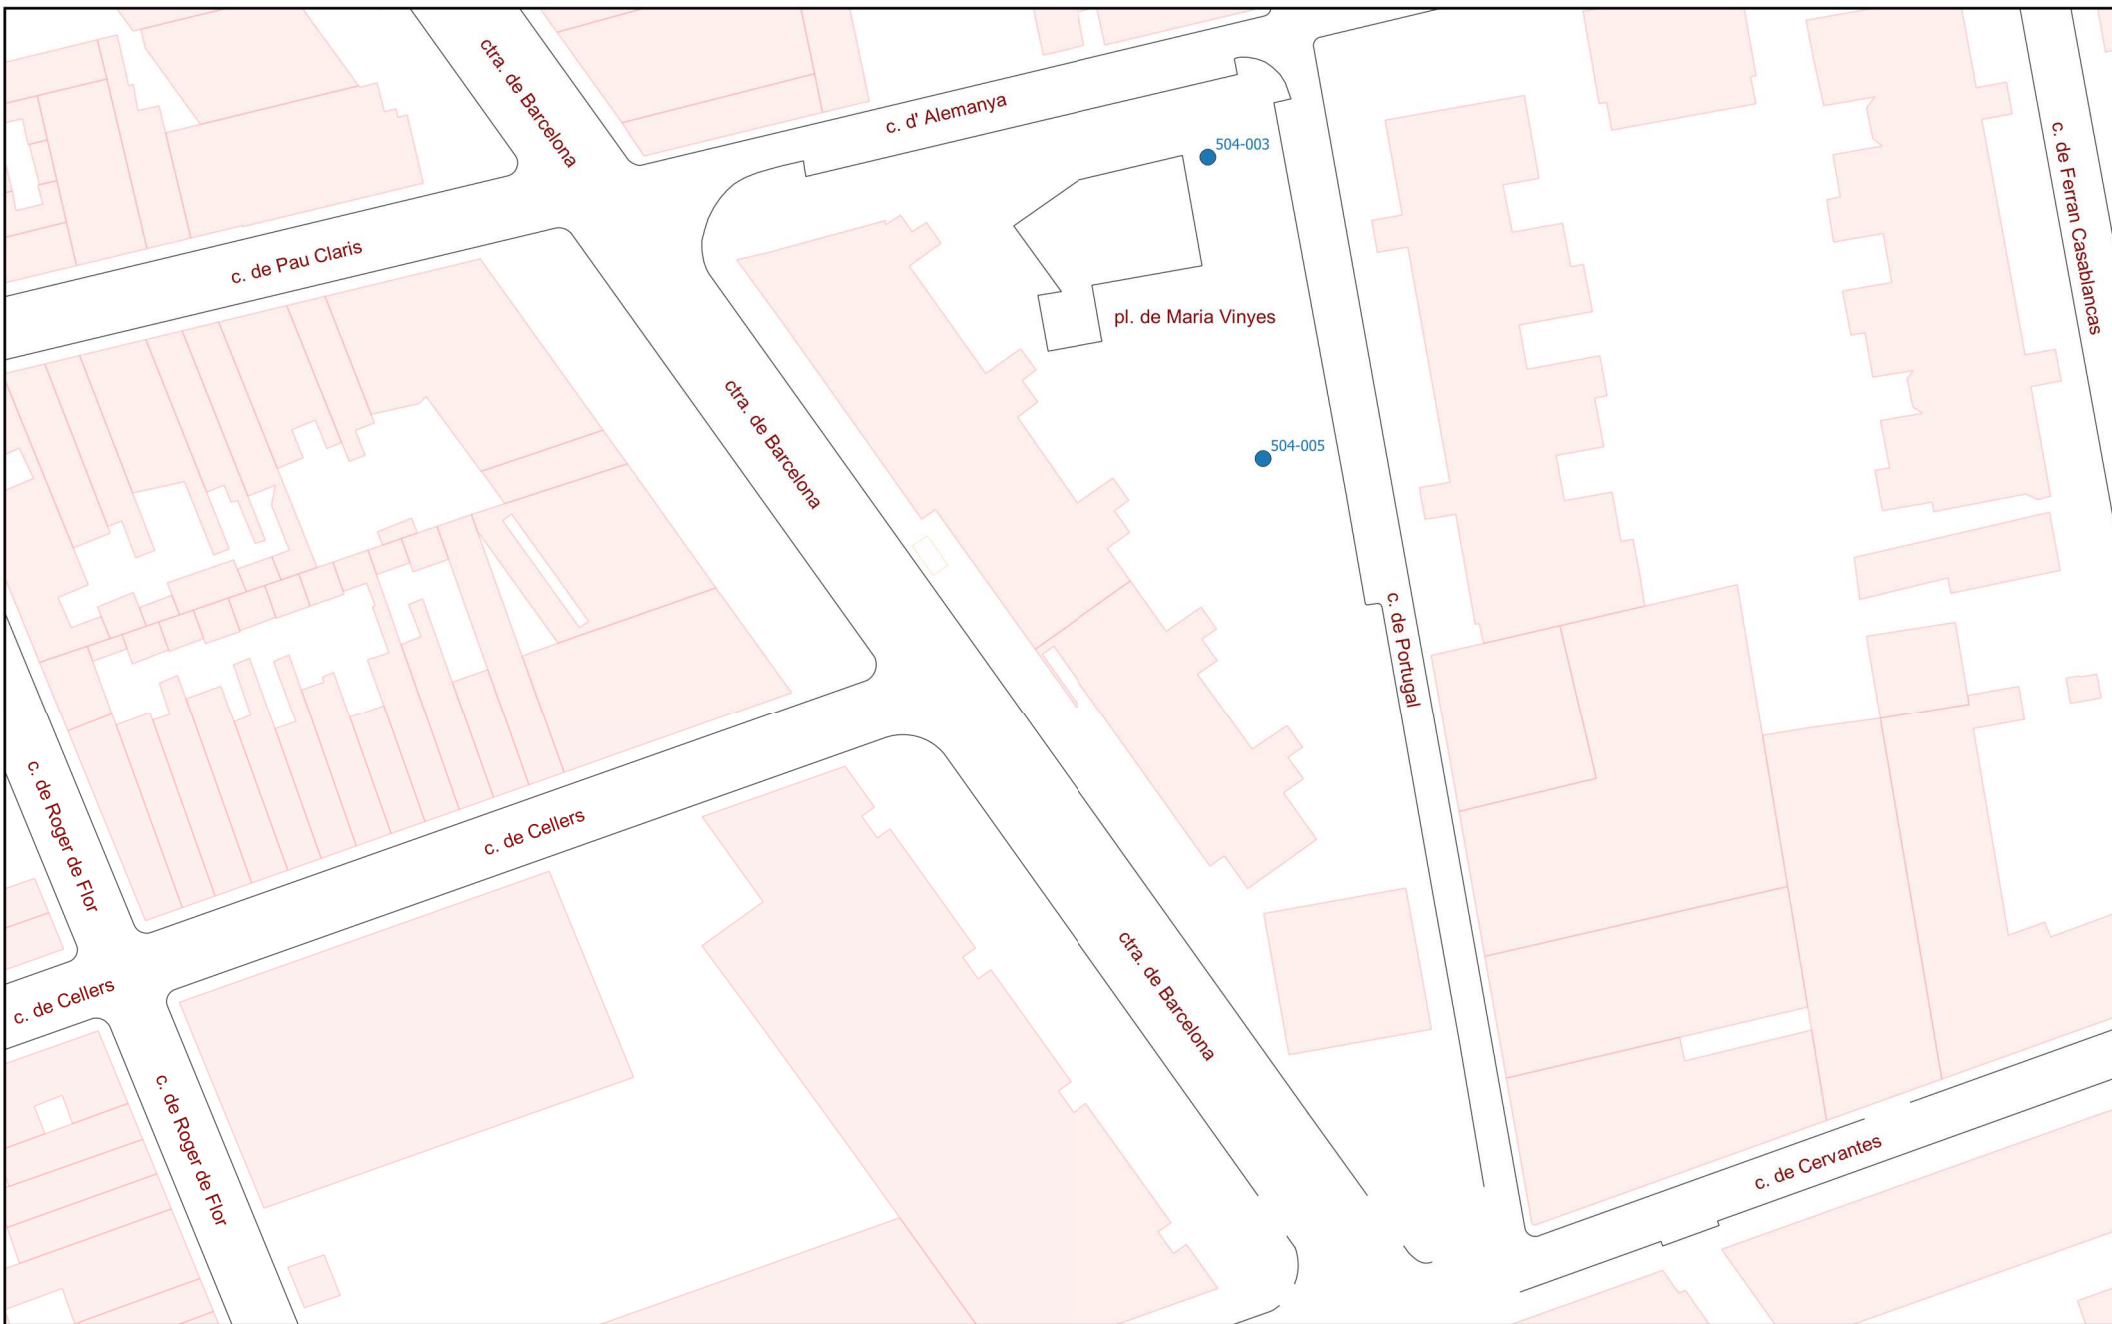 ctra. de Barcelona
c. d' Alemanya
504-003
c. de Ferran Casablancas
c. de Pau Claris
pl. de Maria Vinyes
ctra. de Barcelona
504-005
c. de Portugal
c. de Roger de Flor
c. de Cellers
c. de Cellers
ctra. de Barcelona
c. de Roger de Flor
c. de Cervantes